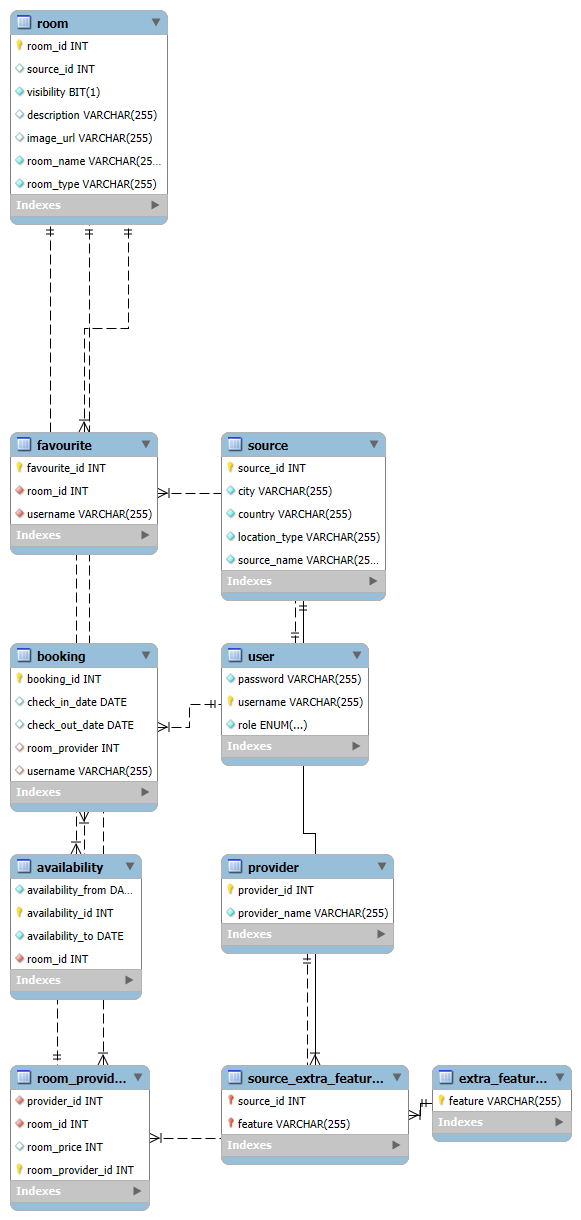 room
room_id INT
source_id INT
visibility BIT(1)
description VARCHAR(255)
image_url VARCHAR(255)
room_name VARCHAR(25...
room_type VARCHAR(255)
Indexes
favourite
favourite_id INT
room_id INT
username VARCHAR(255)
Indexes
source
source_id INT
city VARCHAR(255)
country VARCHAR(255)
location_type VARCHAR(255)
source_name VARCHAR(25...
Indexes
booking
booking_id INT
check_in_date DATE
check_out_date DATE
room_provider INT
username VARCHAR(255)
Indexes
user
password VARCHAR(255)
username VARCHAR(255)
role ENUM(...)
Indexes
availability
availability_from DA...
availability_id INT
availability_to DATE
room_id INT
Indexes
provider
provider_id INT
provider_name VARCHAR(255)
Indexes
room_provid...
provider_id INT
room_id INT
room_price INT
room_provider_id INT
Indexes
source_extra_featur...
source_id INT
feature VARCHAR(255)
Indexes
extra_featur...
feature VARCHAR(255)
Indexes